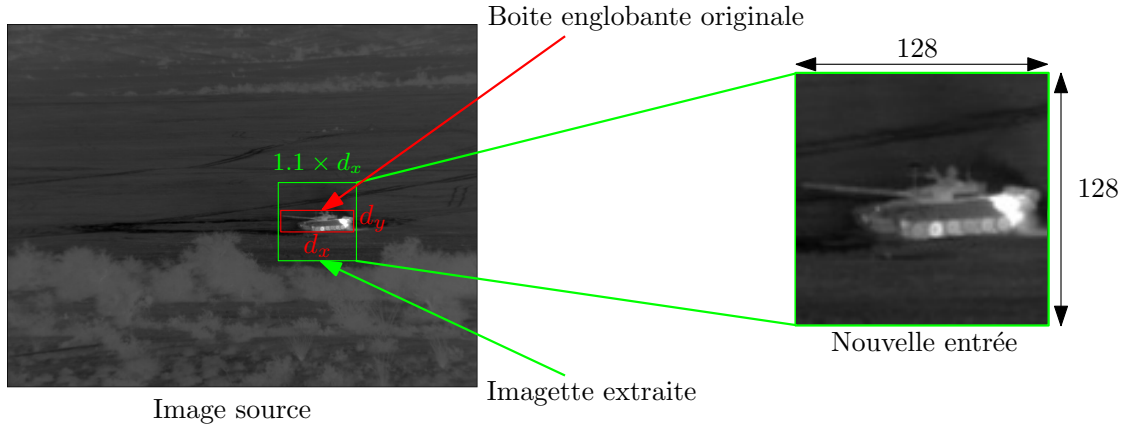 Boite englobante originale
128
1.1 × d_x
d_y
d_x
128
Nouvelle entrée
Imagette extraite
Image source